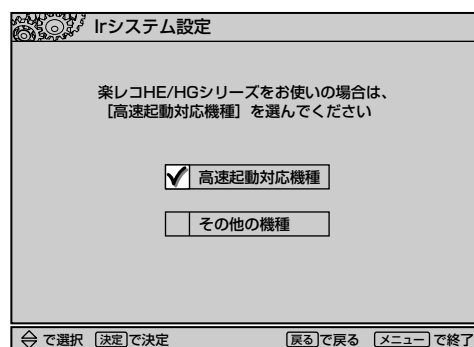 Irシステム設定
楽レコHE/HGシリーズをお使いの場合は、
［高速起動対応機種］を選んでください
高速起動対応機種
その他の機種
で選択 決定で決定 戻るで戻る メニューで終了